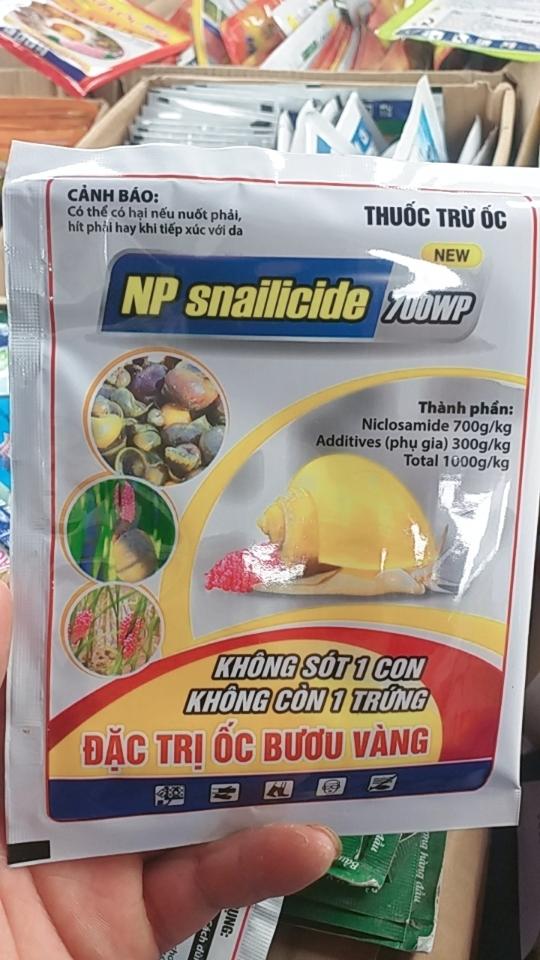 CẢNH BÁO:
Có thể có hại nếu nuốt phải,
hít phải hay khi tiếp xúc với da
THUỐC TRỪ ỐC
NEW
NP snailicide 700WP
Thành phần:
Niclosamide 700g/kg
Additives (phụ gia) 300g/kg
Total 1000g/kg
KHÔNG SÓT 1 CON
KHÔNG CÒN 1 TRỨNG
ĐẶC TRỊ ỐC BƯƠU VÀNG